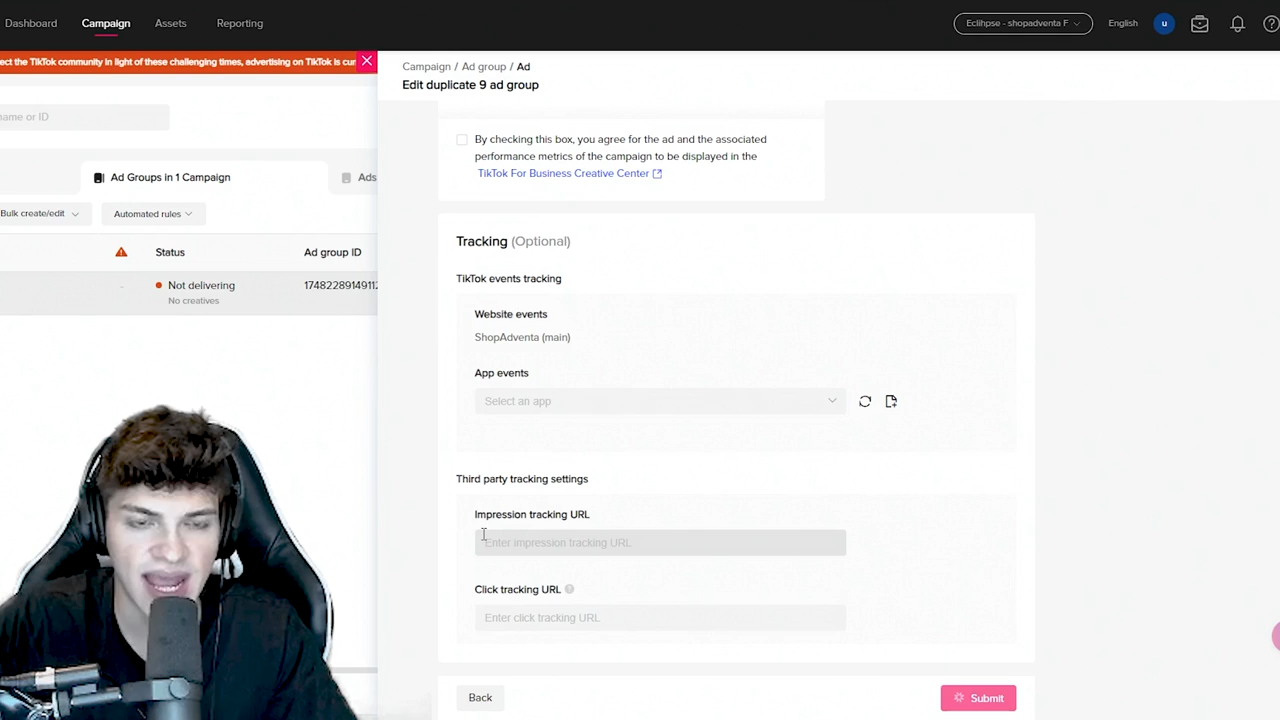 Dashboard
Campaign
Assets
Reporting
Eclihpse - shopadventa F
English
u
ect the TikTok community in light of these challenging times, advertising on TikTok is cur
Campaign / Ad group / Ad
Edit duplicate 9 ad group
name or ID
By checking this box, you agree for the ad and the associated
performance metrics of the campaign to be displayed in the
TikTok For Business Creative Center
Ad Groups in 1 Campaign
Ads
Bulk create/edit
Automated rules
Status
Ad group ID
Not delivering
No creatives
1748228914911
Tracking (Optional)
TikTok events tracking
Website events
ShopAdventa (main)
App events
Select an app
Third party tracking settings
Impression tracking URL
Enter impression tracking URL
Click tracking URL
Enter click tracking URL
Back
Submit